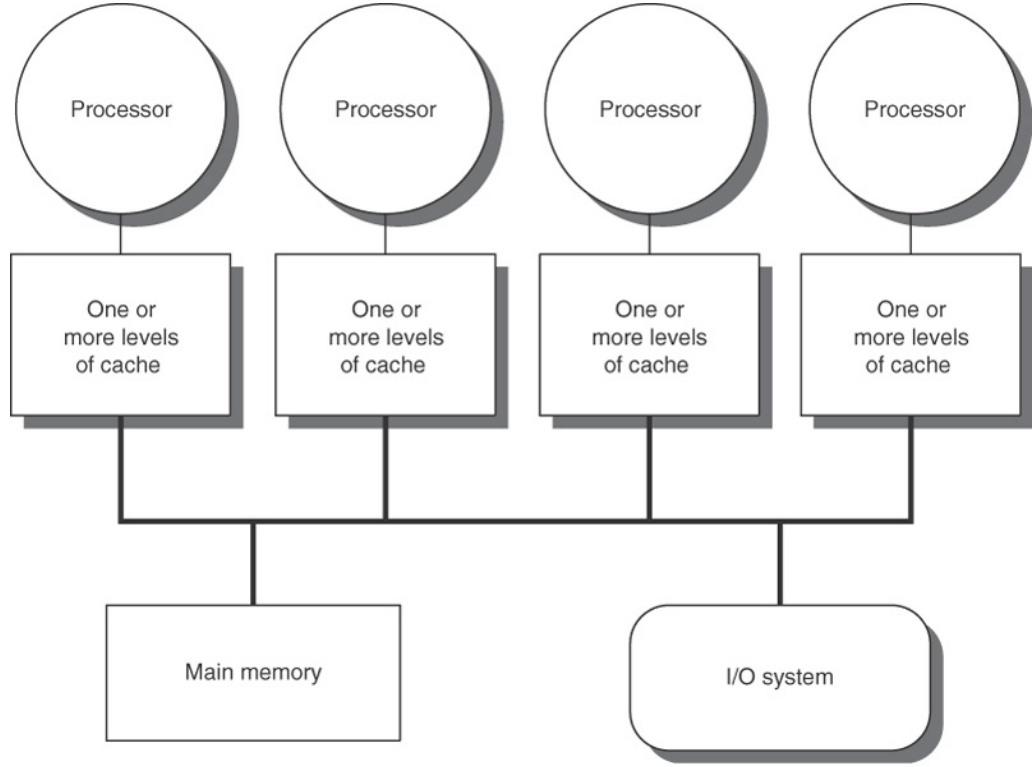 Processor
Processor
Processor
Processor
One or
more levels
of cache
One or
more levels
of cache
One or
more levels
of cache
One or
more levels
of cache
Main memory
I/O system